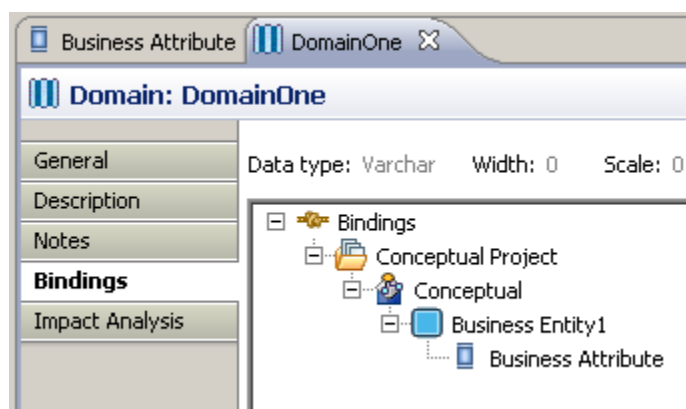 Business Attribute DomainOne
Domain: DomainOne
General
Description
Notes
Bindings
Impact Analysis
Data type: Varchar Width: 0 Scale: 0
Bindings
Conceptual Project
Conceptual
Business Entity1
Business Attribute